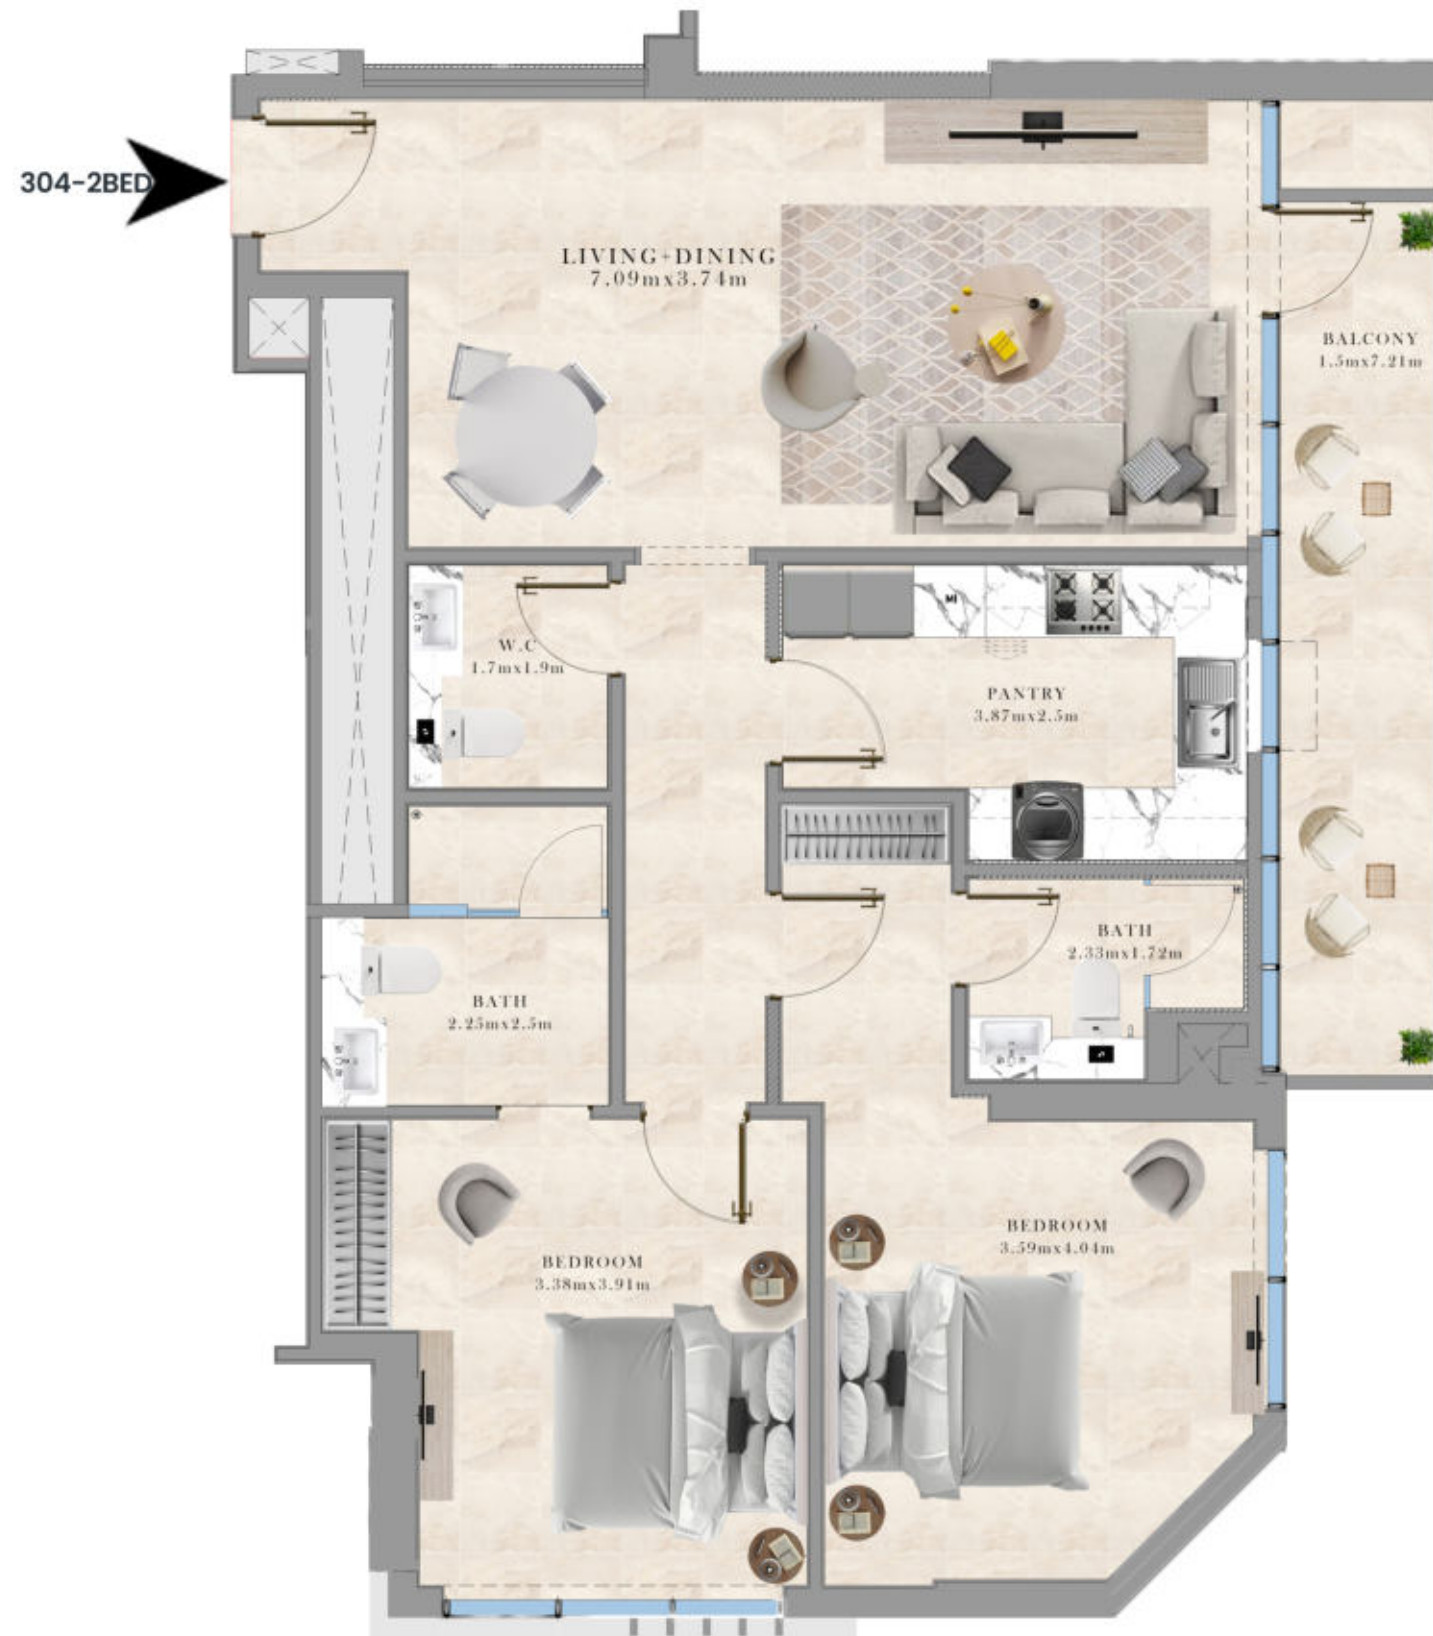 304-2BED
LIVING+DINING
7.09mx3.74m
BALCONY
1.5mx7.21m
W.C
1.7mx1.9m
PANTRY
3.87mx2.5m
BATH
2.33mx1.72m
BATH
2.25mx2.5m
BEDROOM
3.59mx4.04m
BEDROOM
3.38mx3.91m